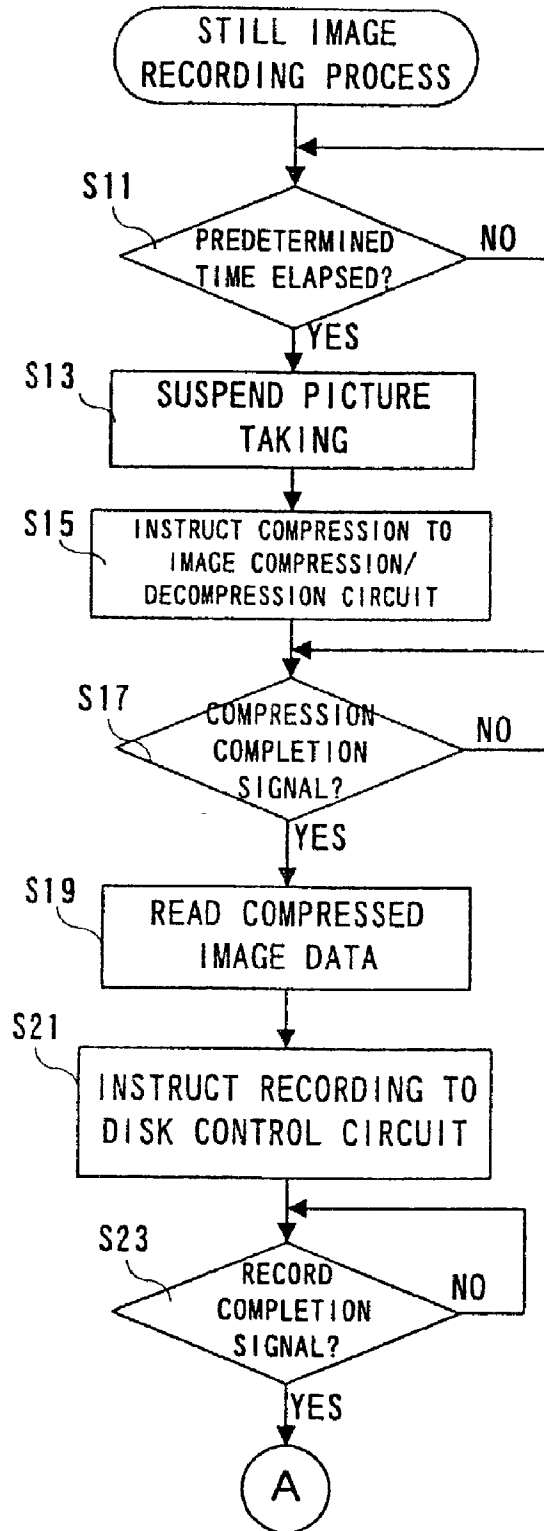 STILL IMAGE
RECORDING PROCESS
S11
PREDETERMINED
TIME ELAPSED?
NO
YES
S13
SUSPEND PICTURE
TAKING
S15
INSTRUCT COMPRESSION TO
IMAGE COMPRESSION/
DECOMPRESSION CIRCUIT
S17
COMPRESSION
COMPLETION
SIGNAL?
NO
YES
S19
READ COMPRESSED
IMAGE DATA
S21
INSTRUCT RECORDING TO
DISK CONTROL CIRCUIT
S23
RECORD
COMPLETION
SIGNAL?
NO
YES
A